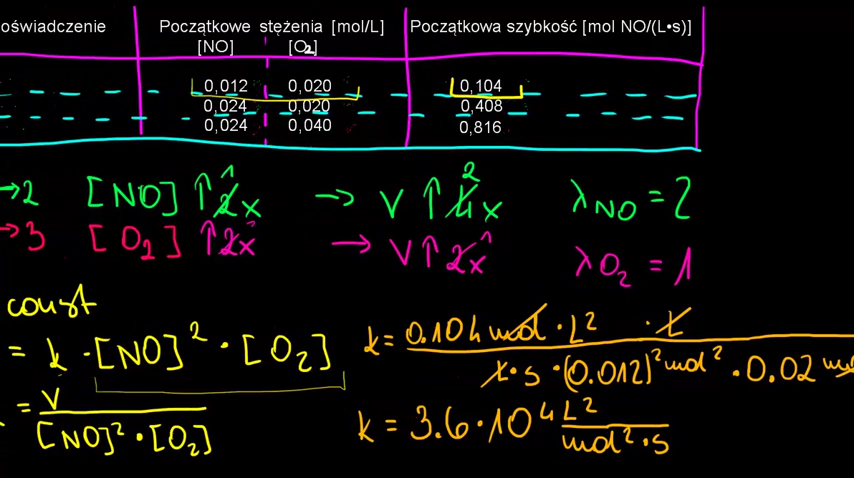 oświadczenie Początkowe stężenia [mol/L] Początkowa szybkość [mol NO/(L•s)]
[NO] [O₂]
0,012 0,020 0,104
0,024 0,020 0,408
0,024 0,040 0,816
→2 [NO] ↑2x → V ↑4x² λNO = 2
→3 [O₂] ↑2x → V↑2x¹ λO₂ = 1
const
= k · [NO]² · [O₂]
k = 0.104 mol · L² · L
L · s · (0.012)² mol² · 0.02 mo
= V
[NO]² · [O₂]
k = 3.6 · 10⁴ L²
mol² · s